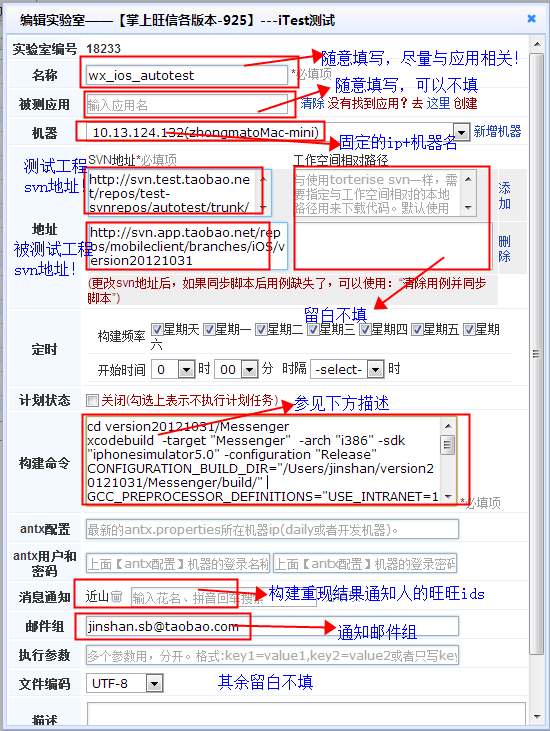 编辑实验室——【掌上旺信各版本-925】---iTest测试
实验室编号 18233
随意填写，尽量与应用相关！
名称 wx_ios_autotest *必填项
随意填写，可以不填
被测应用 输入应用名 清除 没有找到应用？去 这里 创建
机器 10.13.124.132(zhongmatoMac-mini) 新增机器
固定的ip+机器名
SVN地址*必填项 工作空间相对路径
测试工程
svn地址！
http://svn.test.taobao.ne
t/repos/test-
svnrepos/autotest/trunk/
与使用torterise svn一样，需
要指定与工作空间相对的本地
路径用来下载代码。默认使用
添
加
地址
被测试工程
svn地址！
http://svn.app.taobao.net/rep
os/mobileclient/branches/iOS/v
ersion20121031
删
除
(更改svn地址后，如果同步脚本后用例缺失了，可以使用：“清除用例并同步
脚本”)
留白不填
定时
构建频率 星期天 星期一 星期二 星期三 星期四 星期五 星期
六
开始时间 0 时 00 分 时隔 -select- 时
计划状态 关闭(勾选上表示不执行计划任务)
参见下方描述
构建命令
cd version20121031/Messenger
xcodebuild -target "Messenger" -arch "i386" -sdk
"iphonesimulator5.0" -configuration "Release"
CONFIGURATION_BUILD_DIR="/Users/jinshan/version2
0121031/Messenger/build/"
GCC_PREPROCESSOR_DEFINITIONS="USE_INTRANET=1
*必填项
antx配置 最新的antx.properties所在机器ip(daily或者开发机器)。
antx用户和
密码
上面【antx配置】机器的登录名称 上面【antx配置】机器的登录密码
消息通知 近山 输入花名、拼音回车搜索
构建重现结果通知人的旺旺ids
邮件组 jinshan.sb@taobao.com
通知邮件组
执行参数 多个参数用，分开。格式:key1=value1,key2=value2或者只写key
文件编码 UTF-8
其余留白不填
描述